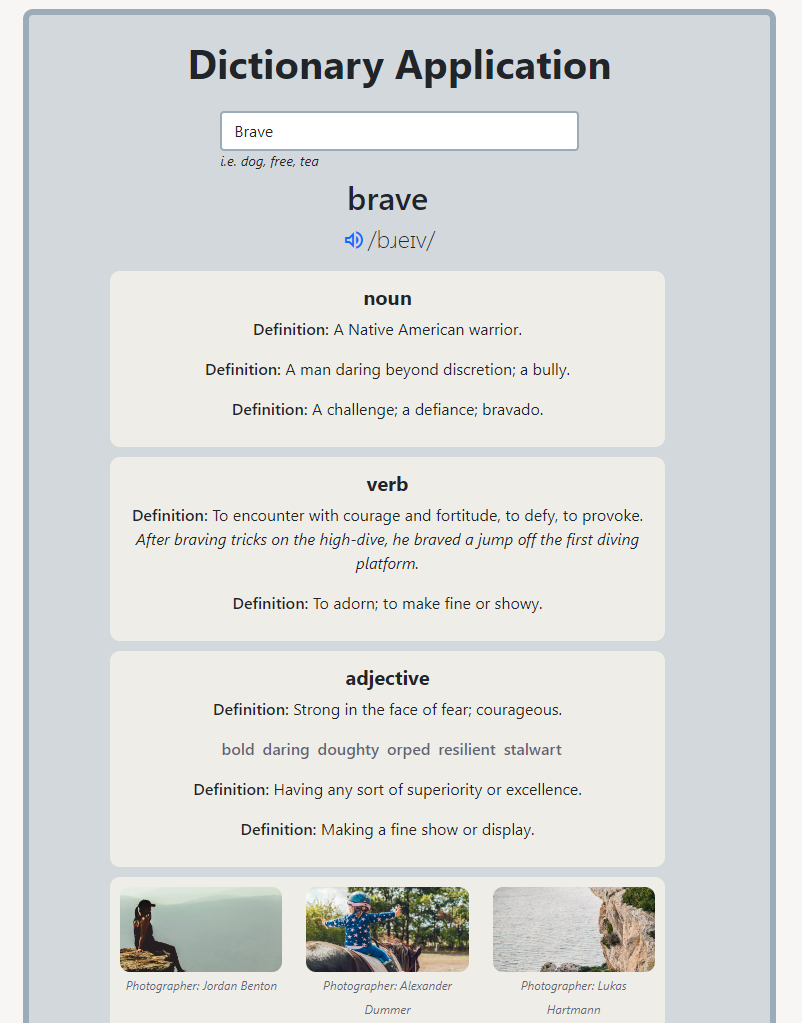 Dictionary Application
Brave
i.e. dog, free, tea
brave
/bɹeɪv/
noun
Definition: A Native American warrior.
Definition: A man daring beyond discretion; a bully.
Definition: A challenge; a defiance; bravado.
verb
Definition: To encounter with courage and fortitude, to defy, to provoke.
After braving tricks on the high-dive, he braved a jump off the first diving
platform.
Definition: To adorn; to make fine or showy.
adjective
Definition: Strong in the face of fear; courageous.
bold daring doughty orped resilient stalwart
Definition: Having any sort of superiority or excellence.
Definition: Making a fine show or display.
Photographer: Jordan Benton
Photographer: Alexander
Dummer
Photographer: Lukas
Hartmann